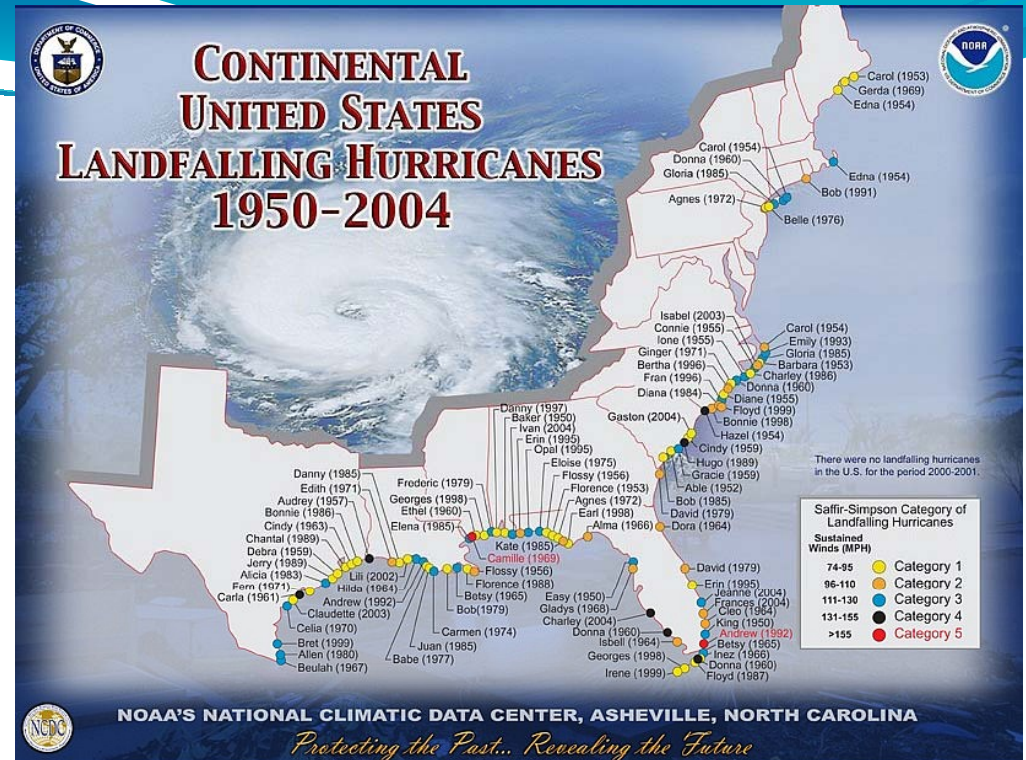 CONTINENTAL
UNITED STATES
LANDFALLING HURRICANES
1950-2004
DEPARTMENT OF COMMERCE
UNITED STATES OF AMERICA
NOAA
Carol (1953)
Gerda (1969)
Edna (1954)
Carol (1954)
Donna (1960)
Gloria (1985)
Agnes (1972)
Edna (1954)
Bob (1991)
Belle (1976)
Isabel (2003)
Connie (1955)
Ione (1955)
Ginger (1971)
Bertha (1996)
Fran (1996)
Diana (1984)
Gaston (2004)
Carol (1954)
Emily (1993)
Gloria (1985)
Barbara (1953)
Charley (1986)
Donna (1960)
Diane (1955)
Floyd (1999)
Bonnie (1998)
Hazel (1954)
Cindy (1959)
Hugo (1989)
Gracie (1959)
Able (1952)
Bob (1985)
David (1979)
Dora (1964)
Danny (1997)
Baker (1950)
Ivan (2004)
Erin (1995)
Opal (1995)
Eloise (1975)
Flossy (1956)
Florence (1953)
Agnes (1972)
Earl (1998)
Alma (1966)
Frederic (1979)
Georges (1998)
Ethel (1960)
Elena (1985)
Kate (1985)
Camille (1969)
Danny (1985)
Edith (1971)
Audrey (1957)
Bonnie (1986)
Cindy (1963)
Chantal (1989)
Debra (1959)
Jerry (1989)
Alicia (1983)
Fern (1971)
Carla (1961)
Claudette (2003)
Celia (1970)
Bret (1999)
Allen (1980)
Beulah (1967)
Lili (2002)
Hilda (1964)
Andrew (1992)
Flossy (1956)
Florence (1988)
Betsy (1965)
Bob(1979)
Carmen (1974)
Juan (1985)
Babe (1977)
Easy (1950)
Gladys (1968)
Charley (2004)
Donna (1960)
Isbell (1964)
Georges (1998)
Irene (1999)
David (1979)
Erin (1995)
Jeanne (2004)
Frances (2004)
Cleo (1964)
King (1950)
Andrew (1992)
Betsy (1965)
Inez (1966)
Donna (1960)
Floyd (1987)
There were no landfalling hurricanes
in the U.S. for the period 2000-2001.
Saffir-Simpson Category of
Landfalling Hurricanes
Sustained
Winds (MPH)
74-95 Category 1
96-110 Category 2
111-130 Category 3
131-155 Category 4
>155 Category 5
NCDC
NOAA'S NATIONAL CLIMATIC DATA CENTER, ASHEVILLE, NORTH CAROLINA
Protecting the Past... Revealing the Future